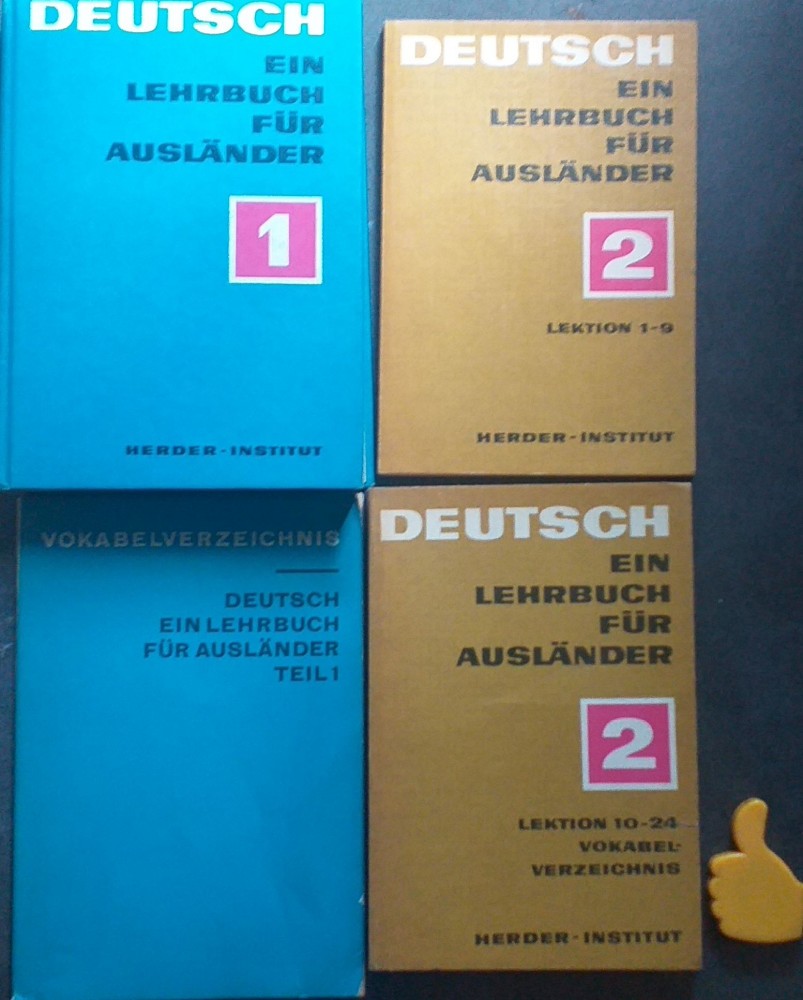 DEUTSCH
EIN
LEHRBUCH
FÜR
AUSLÄNDER
1
HERDER-INSTITUT
DEUTSCH
EIN
LEHRBUCH
FÜR
AUSLÄNDER
2
LEKTION 1-9
HERDER-INSTITUT
VOKABELVERZEICHNIS
DEUTSCH
EIN LEHRBUCH
FÜR AUSLÄNDER
TEIL 1
DEUTSCH
EIN
LEHRBUCH
FÜR
AUSLÄNDER
2
LEKTION 10-24
VOKABEL-
VERZEICHNIS
HERDER-INSTITUT